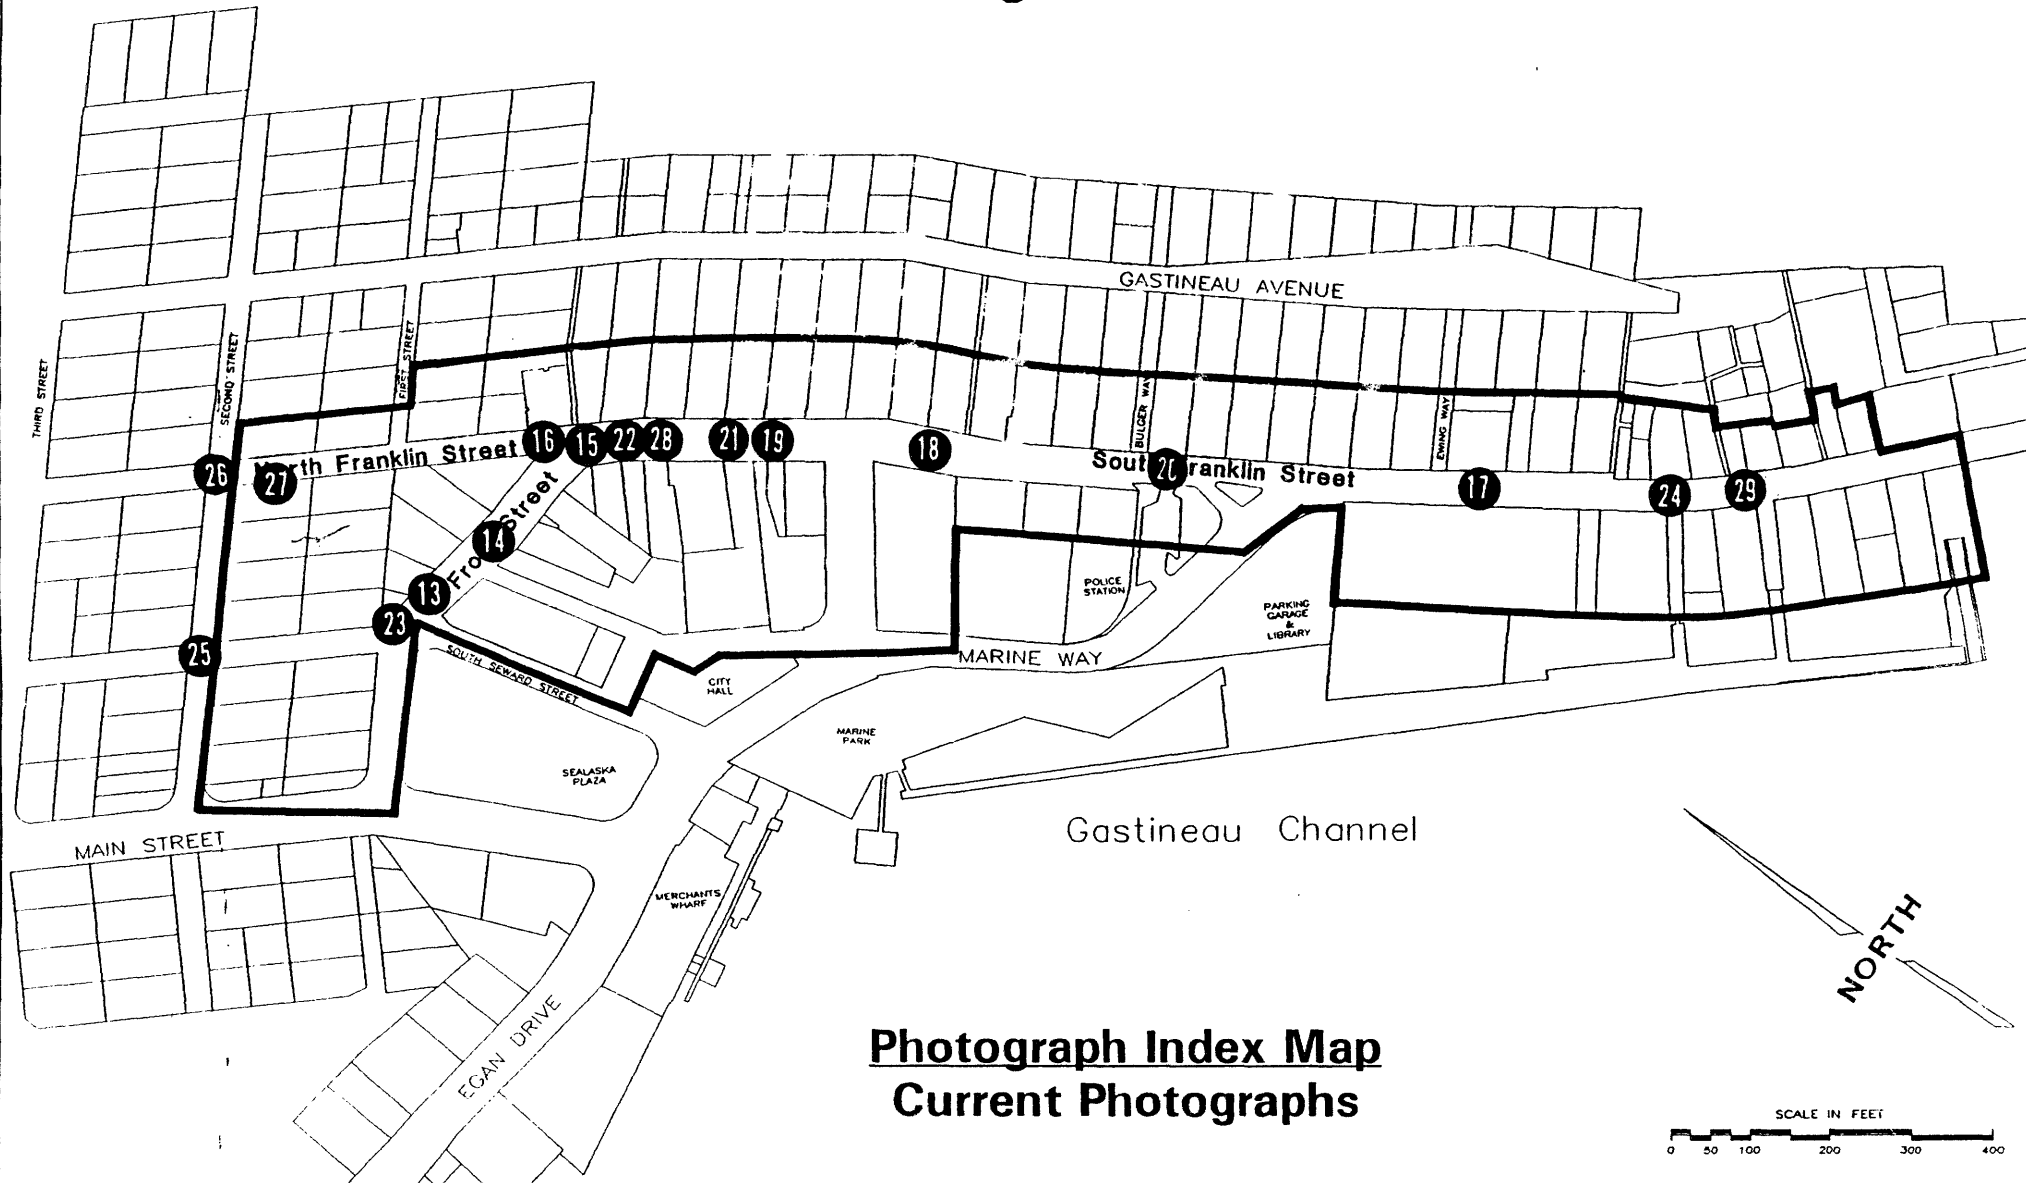 GASTINEAU AVENUE
THIRD STREET
SECOND STREET
FIRST STREET
BULGER WAY
EWING WAY
North Franklin Street
16
15
22
28
21
19
18
South Franklin Street
20
17
24
29
26
27
Front Street
14
13
23
25
POLICE
STATION
PARKING
GARAGE
&
LIBRARY
MARINE WAY
SOUTH SEWARD STREET
CITY
HALL
MARINE
PARK
SEALASKA
PLAZA
MAIN STREET
Gastineau Channel
MERCHANTS
WHARF
EGAN DRIVE
NORTH
Photograph Index Map
Current Photographs
SCALE IN FEET
0 50 100 200 300 400